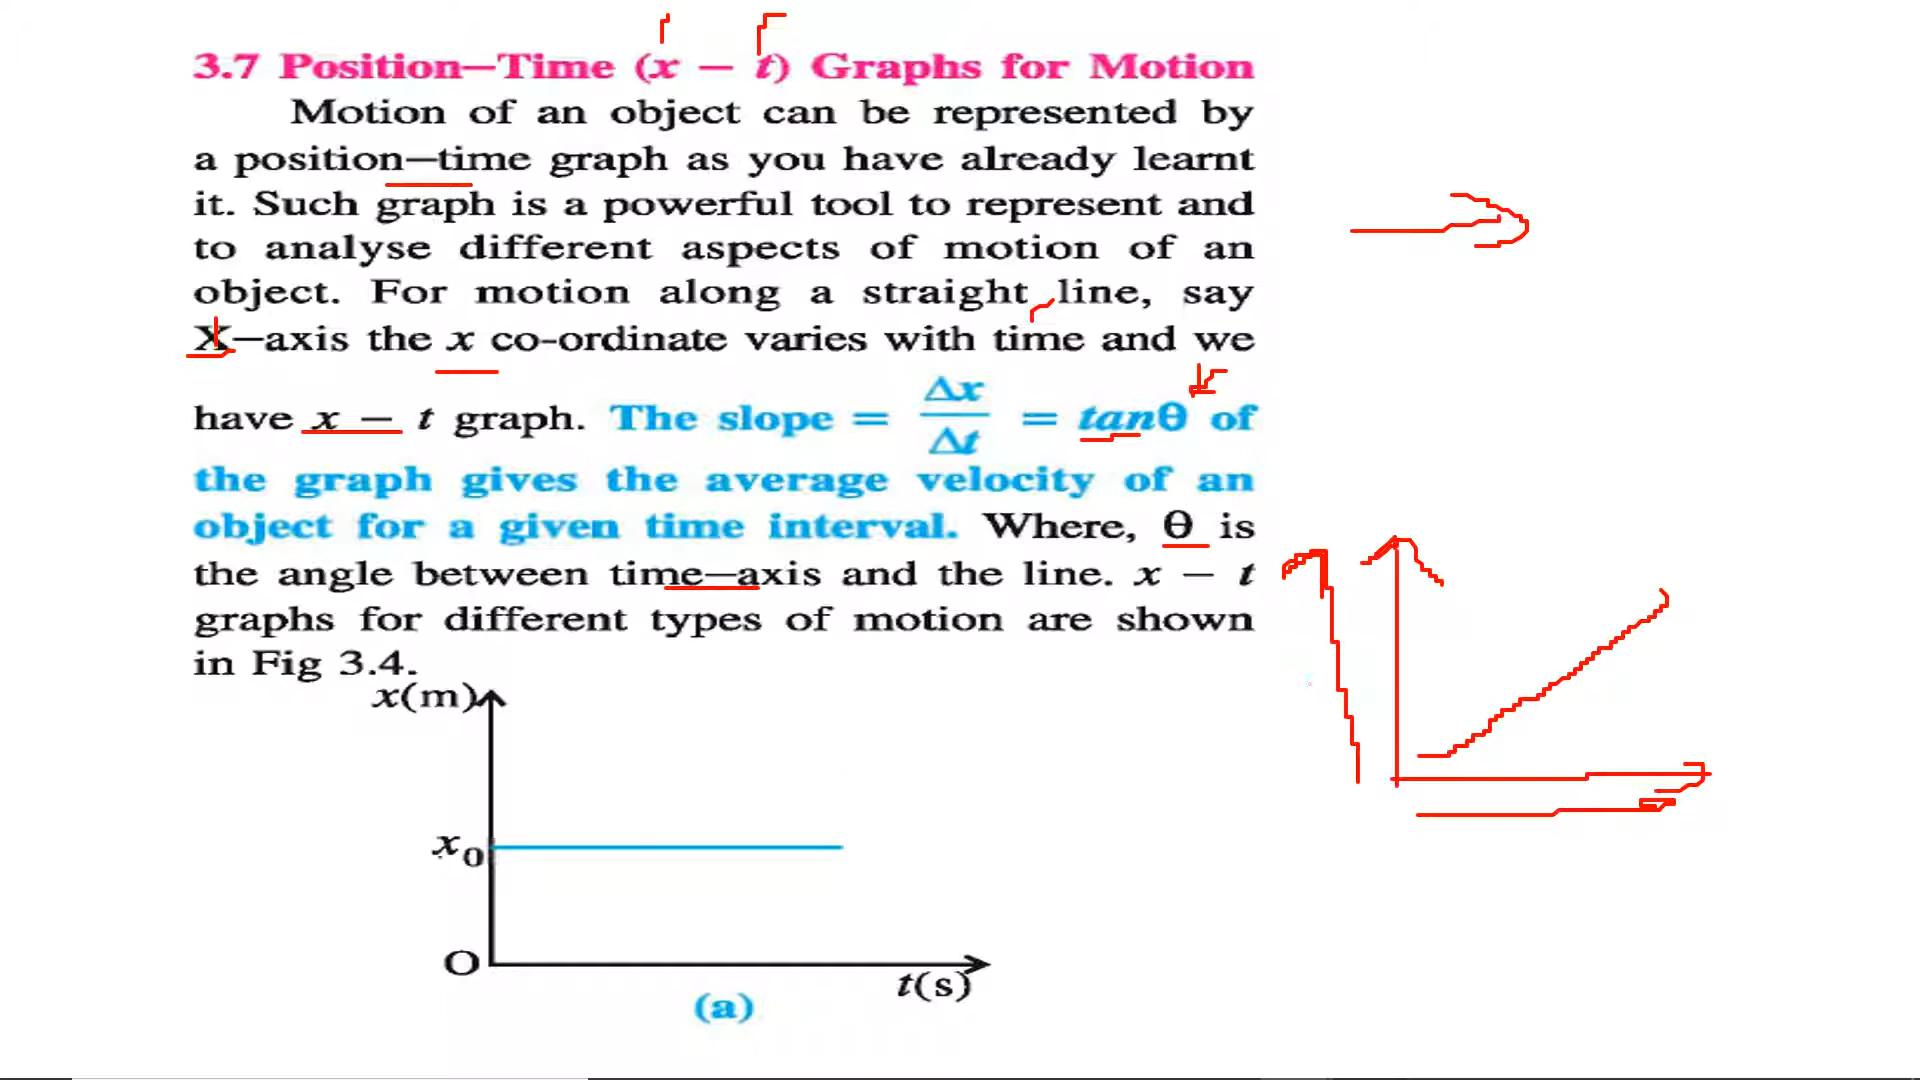 3.7 Position—Time (x – t) Graphs for Motion
Motion of an object can be represented by
a position—time graph as you have already learnt
it. Such graph is a powerful tool to represent and
to analyse different aspects of motion of an
object. For motion along a straight line, say
X—axis the x co-ordinate varies with time and we
have x – t graph. The slope = Δx/Δt = tanθ of
the graph gives the average velocity of an
object for a given time interval. Where, θ is
the angle between time—axis and the line. x – t
graphs for different types of motion are shown
in Fig 3.4.
x(m)
x0
O
t(s)
(a)